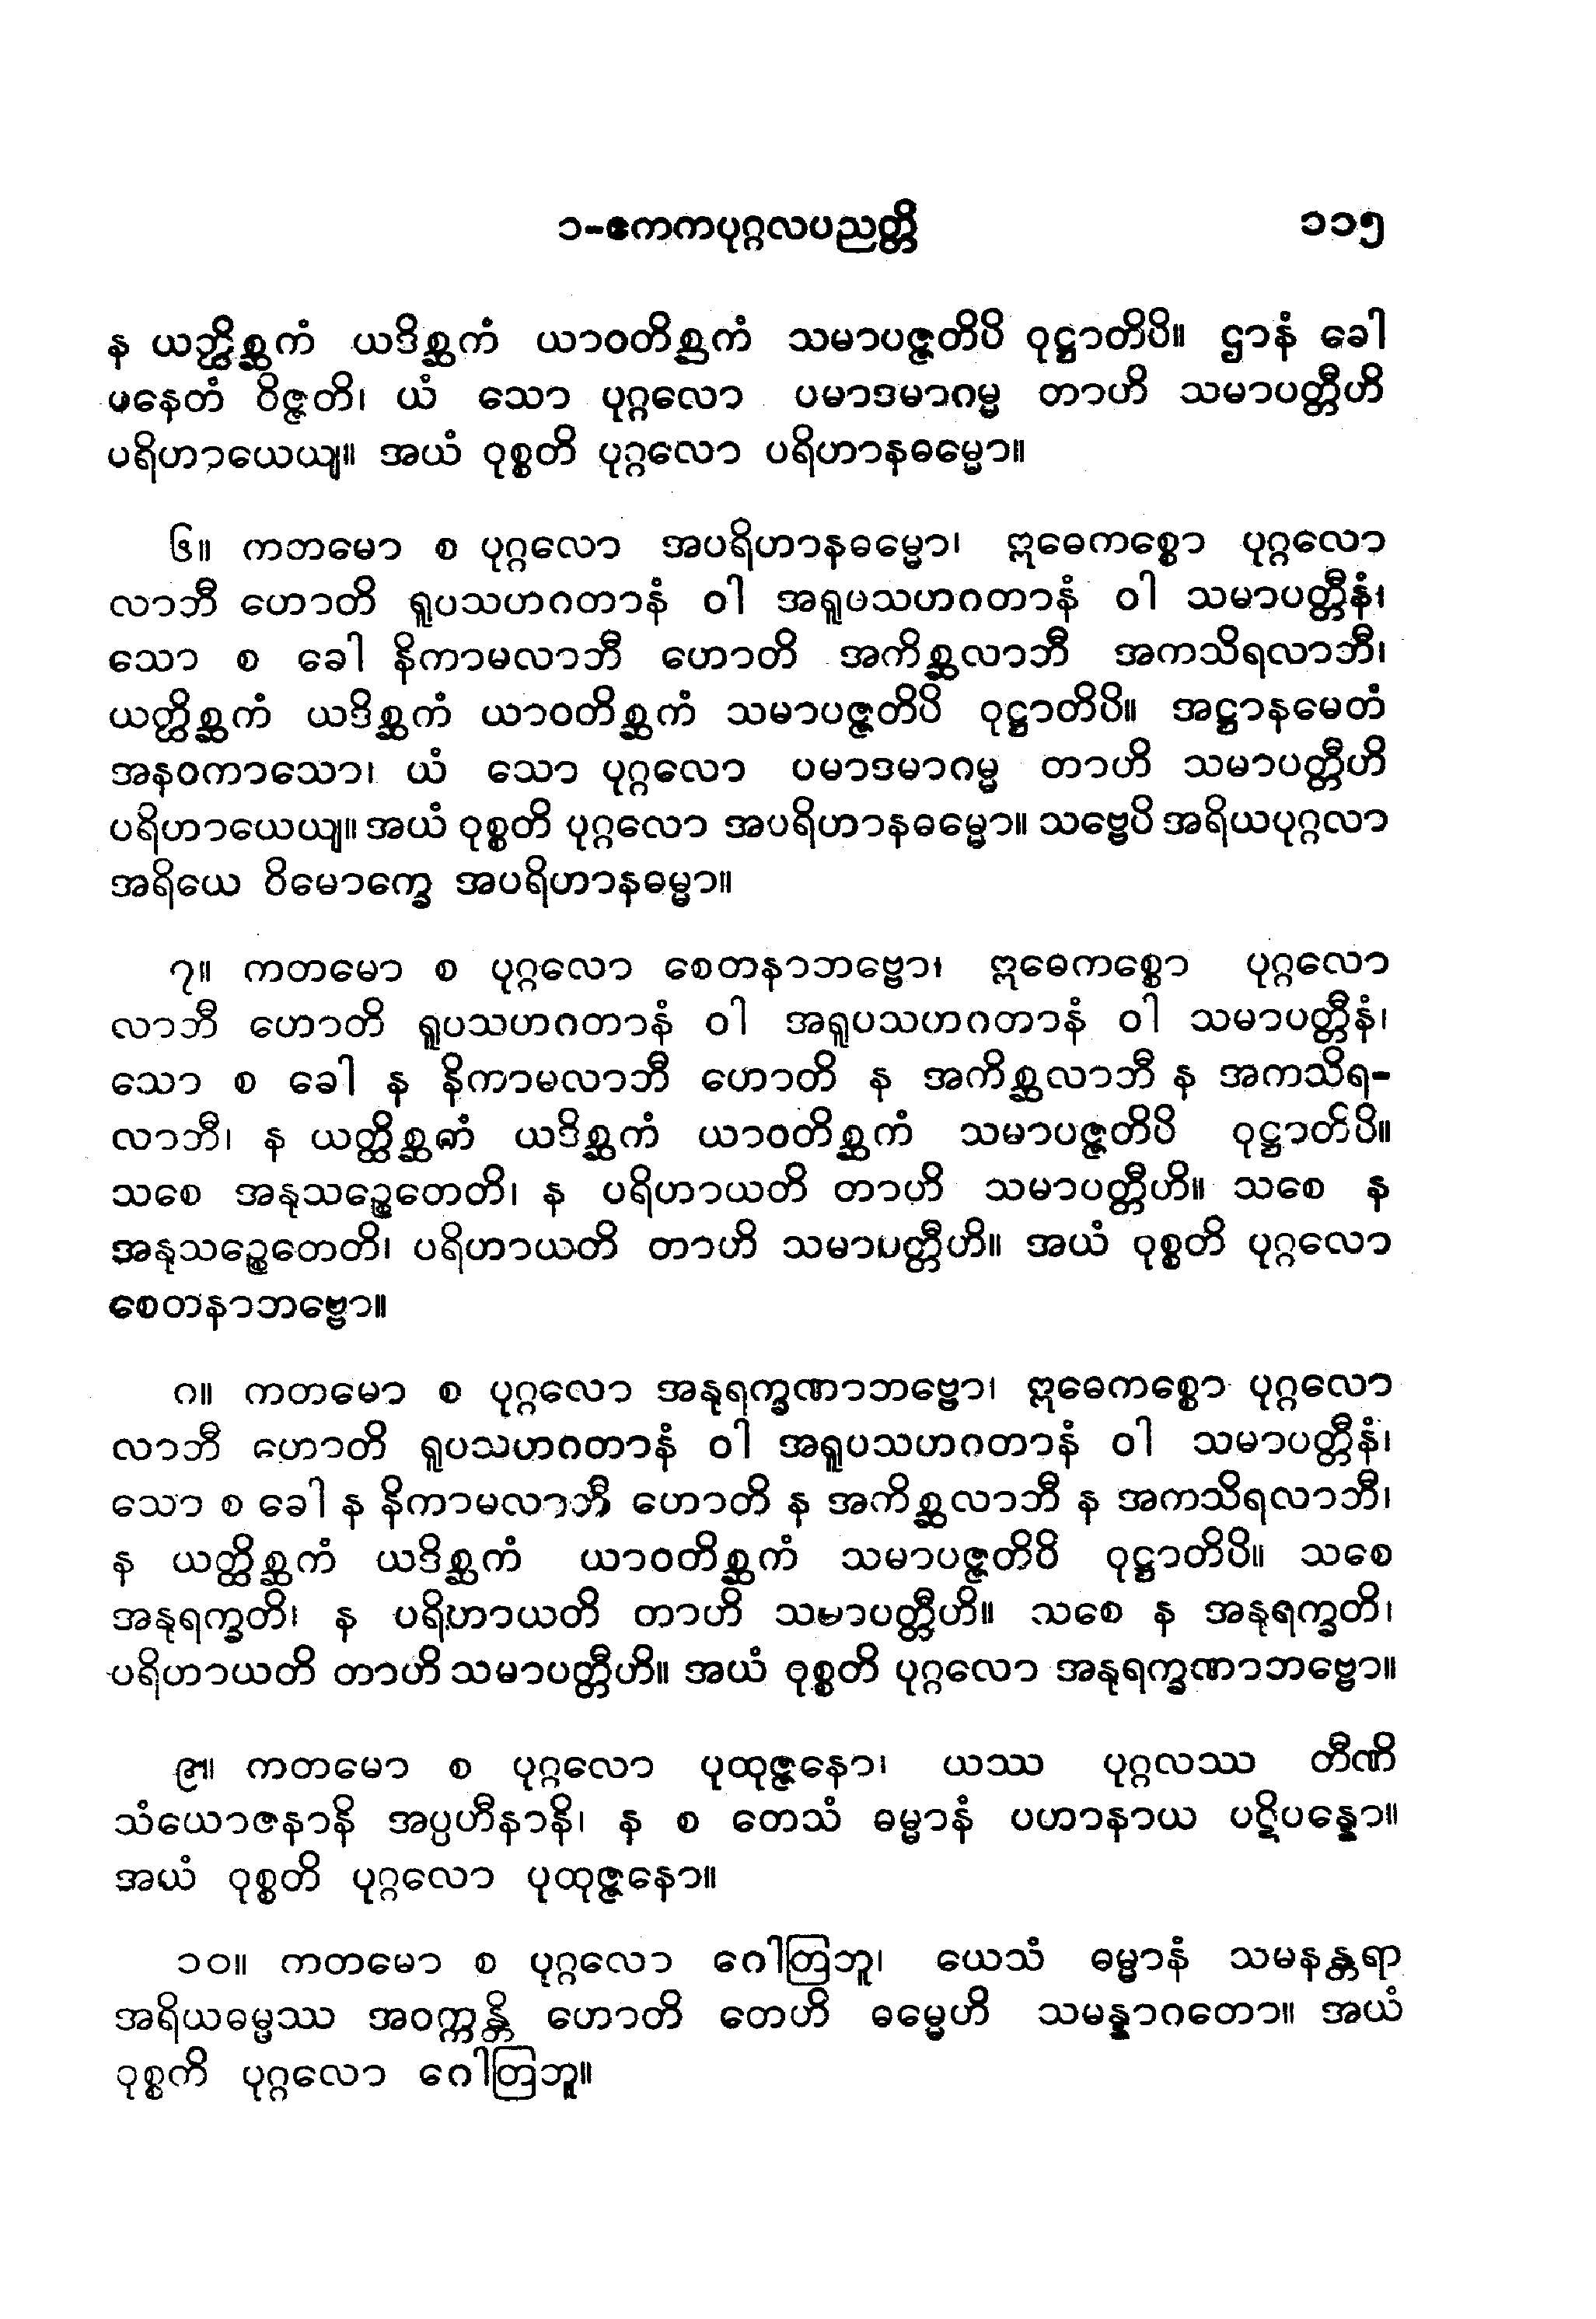 ၁-ဧကကပုဂ္ဂလပညတ္တိ ၁၁၅
န ယတ္ထိစ္ဆကံ ယဒိစ္ဆကံ ယာဝတိစ္ဆကံ သမာပဇ္ဇတိပိ ဝုဋ္ဌာတိပိ။ ဌာနံ ခေါ
ပနေတံ ဝိဇ္ဇတိ၊ ယံ သော ပုဂ္ဂလော ပမာဒမာဂမ္မ တာဟိ သမာပတ္တီဟိ
ပရိဟာယေယျ။ အယံ ဝုစ္စတိ ပုဂ္ဂလော ပရိဟာနဓမ္မော။
၆။ ကတမော စ ပုဂ္ဂလော အပရိဟာနဓမ္မော၊ ဣဓေကစ္စော ပုဂ္ဂလော
လာဘီ ဟောတိ ရူပသဟဂတာနံ ဝါ အရူပသဟဂတာနံ ဝါ သမာပတ္တီနံ၊
သော စ ခေါ နိကာမလာဘီ ဟောတိ အကိစ္ဆလာဘီ အကသိရလာဘီ၊
ယတ္ထိစ္ဆကံ ယဒိစ္ဆကံ ယာဝတိစ္ဆကံ သမာပဇ္ဇတိပိ ဝုဋ္ဌာတိပိ။ အဋ္ဌာနမေတံ
အနဝကာသော၊ ယံ သော ပုဂ္ဂလော ပမာဒမာဂမ္မ တာဟိ သမာပတ္တီဟိ
ပရိဟာယေယျ။ အယံ ဝုစ္စတိ ပုဂ္ဂလော အပရိဟာနဓမ္မော။ သဗ္ဗေပိ အရိယပုဂ္ဂလာ
အရိယေ ဝိမောက္ခေ အပရိဟာနဓမ္မာ။
၇။ ကတမော စ ပုဂ္ဂလော စေတနာဘဗ္ဗော၊ ဣဓေကစ္စော ပုဂ္ဂလော
လာဘီ ဟောတိ ရူပသဟဂတာနံ ဝါ အရူပသဟဂတာနံ ဝါ သမာပတ္တီနံ၊
သော စ ခေါ န နိကာမလာဘီ ဟောတိ န အကိစ္ဆလာဘီ န အကသိရ-
လာဘီ၊ န ယတ္ထိစ္ဆကံ ယဒိစ္ဆကံ ယာဝတိစ္ဆကံ သမာပဇ္ဇတိပိ ဝုဋ္ဌာတိပိ။
သစေ အနုသဉ္စေတေတိ၊ န ပရိဟာယတိ တာဟိ သမာပတ္တီဟိ။ သစေ န
အနုသဉ္စေတေတိ၊ ပရိဟာယတိ တာဟိ သမာပတ္တီဟိ။ အယံ ဝုစ္စတိ ပုဂ္ဂလော
စေတနာဘဗ္ဗော။
၈။ ကတမော စ ပုဂ္ဂလော အနုရက္ခဏာဘဗ္ဗော၊ ဣဓေကစ္စော ပုဂ္ဂလော
လာဘီ ဟောတိ ရူပသဟဂတာနံ ဝါ အရူပသဟဂတာနံ ဝါ သမာပတ္တီနံ၊
သော စ ခေါ န နိကာမလာဘီ ဟောတိ န အကိစ္ဆလာဘီ န အကသိရလာဘီ၊
န ယတ္ထိစ္ဆကံ ယဒိစ္ဆကံ ယာဝတိစ္ဆကံ သမာပဇ္ဇတိပိ ဝုဋ္ဌာတိပိ။ သစေ
အနုရက္ခတိ၊ န ပရိဟာယတိ တာဟိ သမာပတ္တီဟိ။ သစေ န အနုရက္ခတိ၊
ပရိဟာယတိ တာဟိ သမာပတ္တီဟိ။ အယံ ဝုစ္စတိ ပုဂ္ဂလော အနုရက္ခဏာဘဗ္ဗော။
၉။ ကတမော စ ပုဂ္ဂလော ပုထုဇ္ဇနော၊ ယဿ ပုဂ္ဂလဿ တီဏိ
သံယောဇနာနိ အပ္ပဟီနာနိ၊ န စ တေသံ ဓမ္မာနံ ပဟာနာယ ပဋိပန္နော။
အယံ ဝုစ္စတိ ပုဂ္ဂလော ပုထုဇ္ဇနော။
၁၀။ ကတမော စ ပုဂ္ဂလော ဂေါတြဘူ၊ ယေသံ ဓမ္မာနံ သမနန္တရာ
အရိယဓမ္မဿ အဝက္ကန္တိ ဟောတိ တေဟိ ဓမ္မေဟိ သမန္နာဂတော။ အယံ
ဝုစ္စတိ ပုဂ္ဂလော ဂေါတြဘူ။